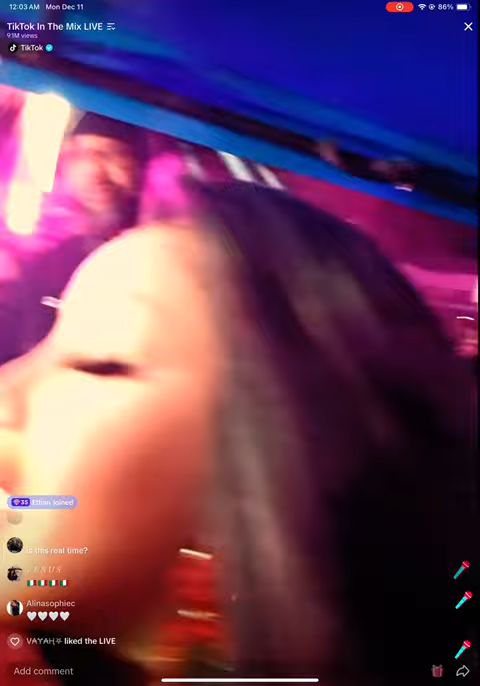 12:03 AM Mon Dec 11
86%
TikTok In The Mix LIVE
9.1M views
TikTok
35 Ethan joined
Is this real time?
VENUS
🇲🇽🇲🇽🇲🇽🇲🇽
Alinasophiec
🤍🤍🤍🤍
liked the LIVE
Add comment